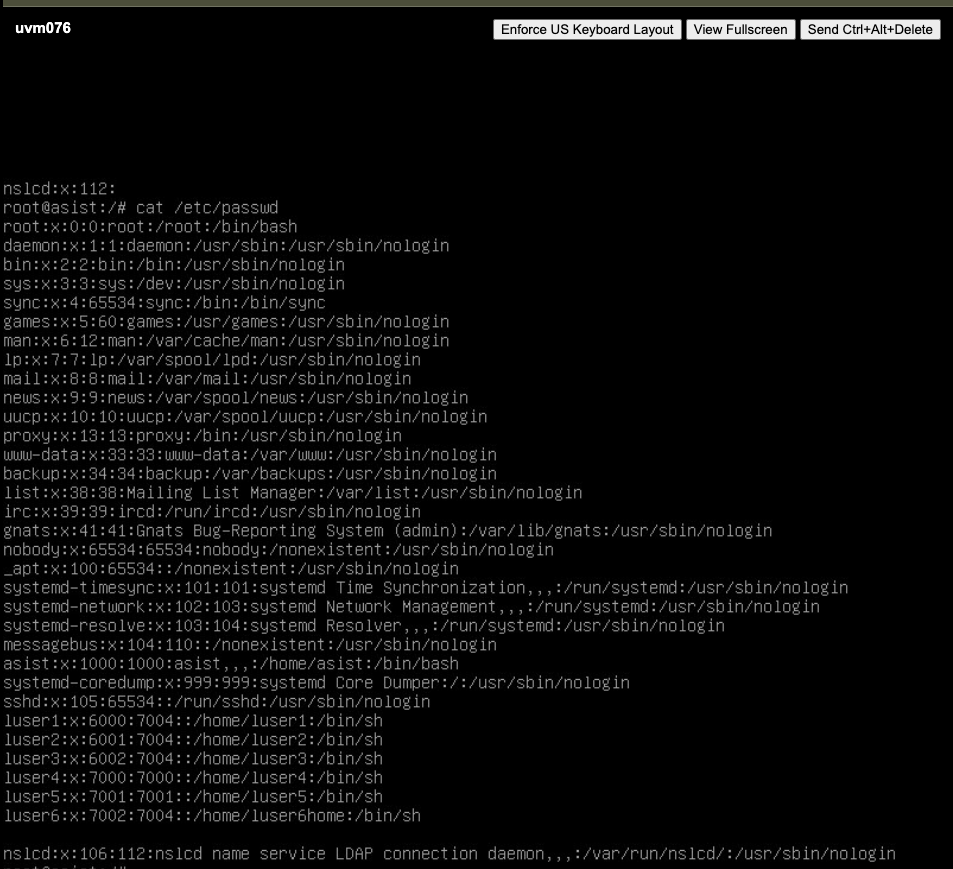 uvm076
Enforce US Keyboard Layout View Fullscreen Send Ctrl+Alt+Delete
nslcd:x:112:
root@asist:/# cat /etc/passwd
root:x:0:0:root:/root:/bin/bash
daemon:x:1:1:daemon:/usr/sbin:/usr/sbin/nologin
bin:x:2:2:bin:/bin:/usr/sbin/nologin
sys:x:3:3:sys:/dev:/usr/sbin/nologin
sync:x:4:65534:sync:/bin:/bin/sync
games:x:5:60:games:/usr/games:/usr/sbin/nologin
man:x:6:12:man:/var/cache/man:/usr/sbin/nologin
lp:x:7:7:lp:/var/spool/lpd:/usr/sbin/nologin
mail:x:8:8:mail:/var/mail:/usr/sbin/nologin
news:x:9:9:news:/var/spool/news:/usr/sbin/nologin
uucp:x:10:10:uucp:/var/spool/uucp:/usr/sbin/nologin
proxy:x:13:13:proxy:/bin:/usr/sbin/nologin
www-data:x:33:33:www-data:/var/www:/usr/sbin/nologin
backup:x:34:34:backup:/var/backups:/usr/sbin/nologin
list:x:38:38:Mailing List Manager:/var/list:/usr/sbin/nologin
irc:x:39:39:ircd:/run/ircd:/usr/sbin/nologin
gnats:x:41:41:Gnats Bug-Reporting System (admin):/var/lib/gnats:/usr/sbin/nologin
nobody:x:65534:65534:nobody:/nonexistent:/usr/sbin/nologin
_apt:x:100:65534::/nonexistent:/usr/sbin/nologin
systemd-timesync:x:101:101:systemd Time Synchronization,,,:/run/systemd:/usr/sbin/nologin
systemd-network:x:102:103:systemd Network Management,,,:/run/systemd:/usr/sbin/nologin
systemd-resolve:x:103:104:systemd Resolver,,,:/run/systemd:/usr/sbin/nologin
messagebus:x:104:110::/nonexistent:/usr/sbin/nologin
asist:x:1000:1000:asist,,,:/home/asist:/bin/bash
systemd-coredump:x:999:999:systemd Core Dumper:/:/usr/sbin/nologin
sshd:x:105:65534::/run/sshd:/usr/sbin/nologin
luser1:x:6000:7004::/home/luser1:/bin/sh
luser2:x:6001:7004::/home/luser2:/bin/sh
luser3:x:6002:7004::/home/luser3:/bin/sh
luser4:x:7000:7000::/home/luser4:/bin/sh
luser5:x:7001:7001::/home/luser5:/bin/sh
luser6:x:7002:7004::/home/luser6home:/bin/sh
nslcd:x:106:112:nslcd name service LDAP connection daemon,,,:/var/run/nslcd/:/usr/sbin/nologin